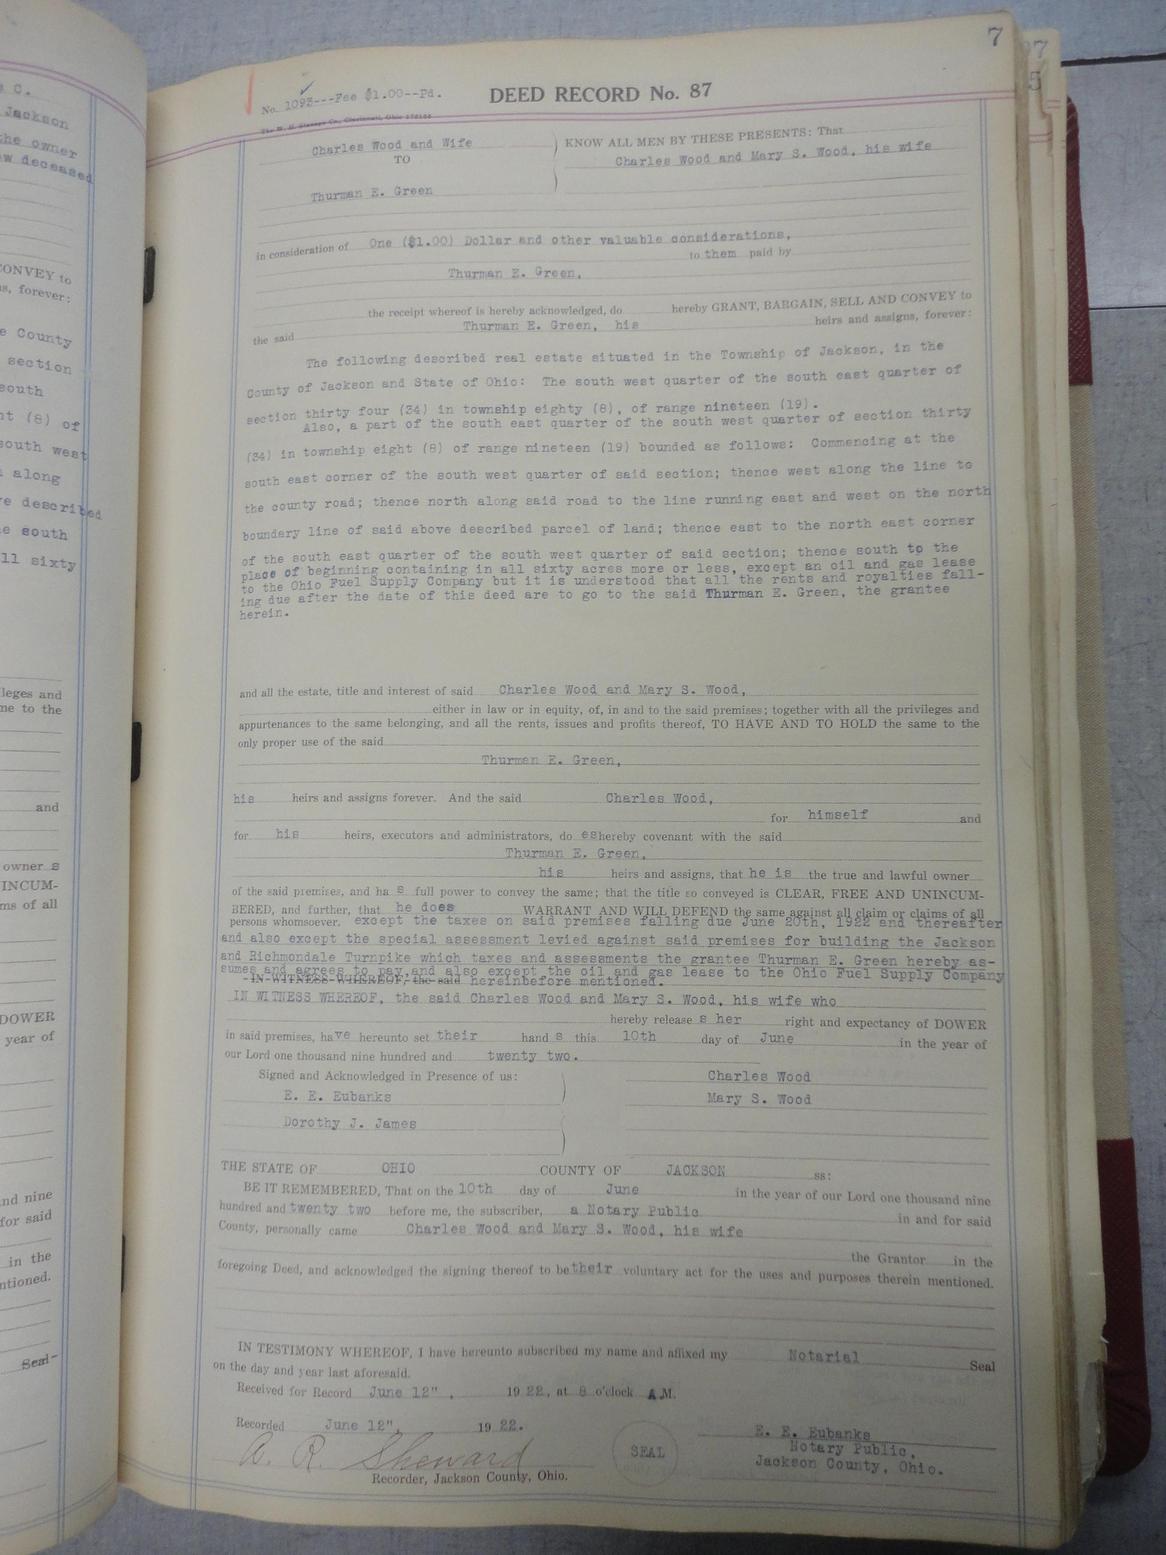 7
No. 1093---Fee $1.00--Pd. DEED RECORD No. 87
Charles Wood and Wife
TO
Thurman E. Green
KNOW ALL MEN BY THESE PRESENTS: That
Charles Wood and Mary S. Wood, his wife
in consideration of One ($1.00) Dollar and other valuable considerations,
to them paid by
Thurman E. Green,
the receipt whereof is hereby acknowledged, do hereby GRANT, BARGAIN, SELL AND CONVEY to
the said Thurman E. Green, his heirs and assigns, forever:
The following described real estate situated in the Township of Jackson, in the
County of Jackson and State of Ohio: The south west quarter of the south east quarter of
section thirty four (34) in township eighty (8), of range nineteen (19).
Also, a part of the south east quarter of the south west quarter of section thirty
(34) in township eight (8) of range nineteen (19) bounded as follows: Commencing at the
south east corner of the south west quarter of said section; thence west along the line to
the county road; thence north along said road to the line running east and west on the north
boundary line of said above described parcel of land; thence east to the north east corner
of the south east quarter of the south west quarter of said section; thence south to the
place of beginning containing in all sixty acres more or less, except an oil and gas lease
to the Ohio Fuel Supply Company but it is understood that all the rents and royalties fall-
ing due after the date of this deed are to go to the said Thurman E. Green, the grantee
herein.
and all the estate, title and interest of said Charles Wood and Mary S. Wood,
either in law or in equity, of, in and to the said premises; together with all the privileges and
appurtenances to the same belonging, and all the rents, issues and profits thereof, TO HAVE AND TO HOLD the same to the
only proper use of the said
Thurman E. Green,
his heirs and assigns forever. And the said Charles Wood,
for himself and
for his heirs, executors and administrators, do es hereby covenant with the said
Thurman E. Green,
his heirs and assigns, that he is the true and lawful owner
of the said premises, and ha s full power to convey the same; that the title so conveyed is CLEAR, FREE AND UNINCUM-
BERED, and further, that he does WARRANT AND WILL DEFEND the same against all claim or claims of all
persons whomsoever. except the taxes on said premises falling due June 20th, 1922 and thereafter
and also except the special assessment levied against said premises for building the Jackson
and Richmondale Turnpike which taxes and assessments the grantee Thurman E. Green hereby as-
sumes and agrees to pay, and also except the oil and gas lease to the Ohio Fuel Supply Company
IN WITNESS WHEREOF, the said hereinbefore mentioned.
IN WITNESS WHEREOF, the said Charles Wood and Mary S. Wood, his wife who
hereby release s her right and expectancy of DOWER
in said premises, have hereunto set their hand s this 10th day of June in the year of
our Lord one thousand nine hundred and twenty two.
Signed and Acknowledged in Presence of us:
E. E. Eubanks
Dorothy J. James
Charles Wood
Mary S. Wood
THE STATE OF OHIO COUNTY OF JACKSON ss:
BE IT REMEMBERED, That on the 10th day of June in the year of our Lord one thousand nine
hundred and twenty two before me, the subscriber, a Notary Public in and for said
County, personally came Charles Wood and Mary S. Wood, his wife
the Grantor in the
foregoing Deed, and acknowledged the signing thereof to be their voluntary act for the uses and purposes therein mentioned.
IN TESTIMONY WHEREOF, I have hereunto subscribed my name and affixed my Notarial Seal
on the day and year last aforesaid.
Received for Record June 12", 19 22, at 8 o'clock A.M.
Recorded June 12" 19 22.
A. R. Sheward
Recorder, Jackson County, Ohio.
SEAL
E. E. Eubanks
Notary Public,
Jackson County, Ohio.